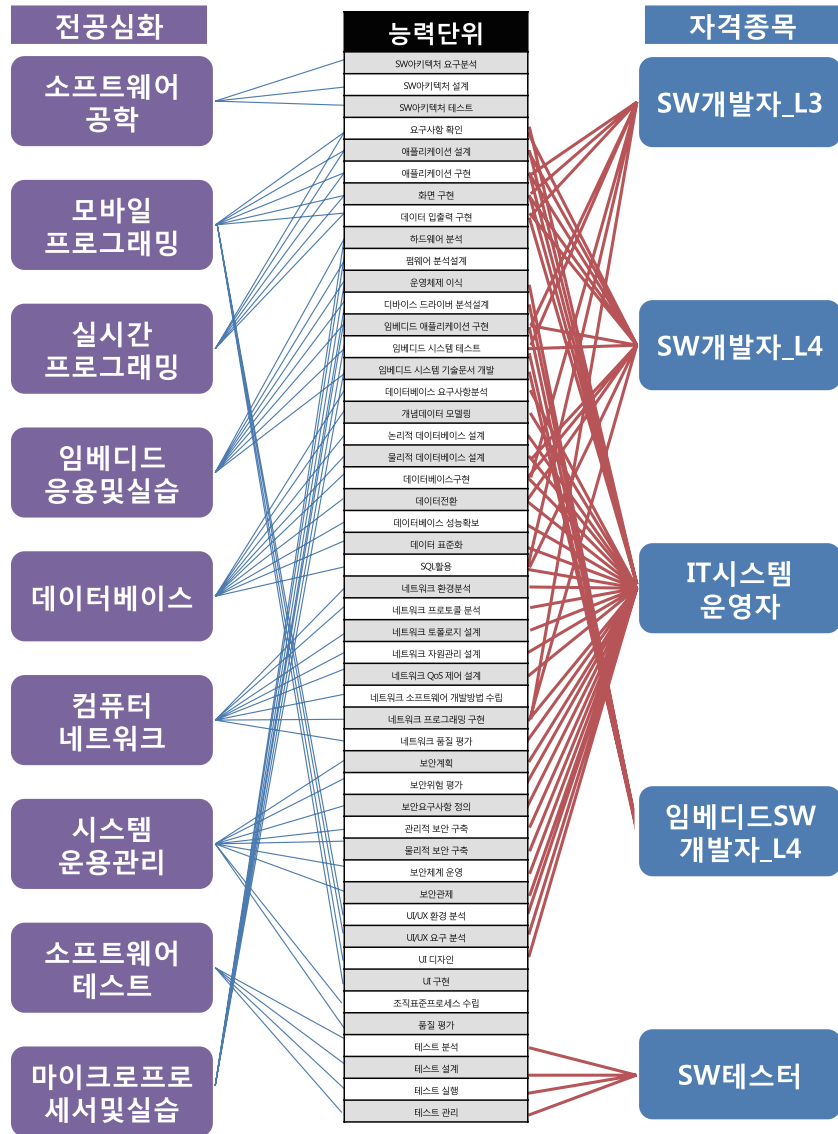 전공심화
소프트웨어
공학
모바일
프로그래밍
실시간
프로그래밍
임베디드
응용및실습
데이터베이스
컴퓨터
네트워크
시스템
운용관리
소프트웨어
테스트
마이크로프로
세서및실습
능력단위
SW아키텍처 요구분석
SW아키텍처 설계
SW아키텍처 테스트
요구사항 확인
애플리케이션 설계
애플리케이션 구현
화면 구현
데이터 입출력 구현
하드웨어 분석
펌웨어 분석설계
운영체제 이식
디바이스 드라이버 분석설계
임베디드 애플리케이션 구현
임베디드 시스템 테스트
임베디드 시스템 기술문서 개발
데이터베이스 요구사항분석
개념데이터 모델링
논리적 데이터베이스 설계
물리적 데이터베이스 설계
데이터베이스구현
데이터전환
데이터베이스 성능확보
데이터 표준화
SQL활용
네트워크 환경분석
네트워크 프로토콜 분석
네트워크 토폴로지 설계
네트워크 자원관리 설계
네트워크 QoS 제어 설계
네트워크 소프트웨어 개발방법 수립
네트워크 프로그래밍 구현
네트워크 품질 평가
보안계획
보안위험 평가
보안요구사항 정의
관리적 보안 구축
물리적 보안 구축
보안체계 운영
보안관제
UI/UX 환경 분석
UI/UX 요구 분석
UI 디자인
UI 구현
조직표준프로세스 수립
품질 평가
테스트 분석
테스트 설계
테스트 실행
테스트 관리
자격종목
SW개발자_L3
SW개발자_L4
IT시스템
운영자
임베디드SW
개발자_L4
SW테스터